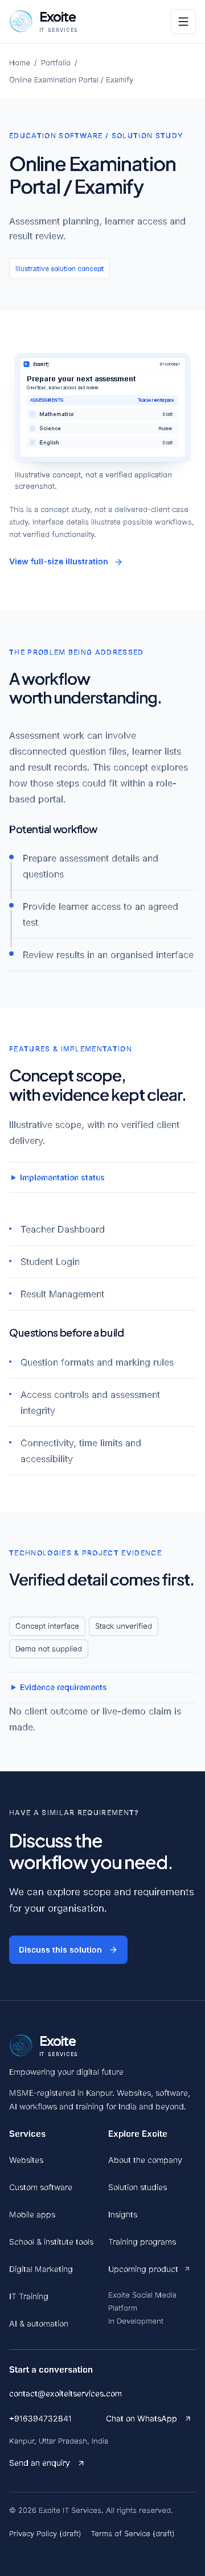 Exoite
IT SERVICES
Home / Portfolio /
Online Examination Portal / Examify
EDUCATION SOFTWARE / SOLUTION STUDY
Online Examination
Portal / Examify
Assessment planning, learner access and
result review.
Illustrative solution concept
Examify
Prepare your next assessment
ASSESSMENTS
Teacher workspace
Mathematics
Draft
Science
Review
English
Draft
Illustrative concept, not a verified application
screenshot.
This is a concept study, not a delivered-client case
study. Interface details illustrate possible workflows,
not verified functionality.
View full-size illustration →
THE PROBLEM BEING ADDRESSED
A workflow
worth understanding.
Assessment work can involve
disconnected question files, learner lists
and result records. This concept explores
how those steps could fit within a role-
based portal.
Potential workflow
Prepare assessment details and
questions
Provide learner access to an agreed
test
Review results in an organised interface
FEATURES & IMPLEMENTATION
Concept scope,
with evidence kept clear.
Illustrative scope, with no verified client
delivery.
Implementation status
Teacher Dashboard
Student Login
Result Management
Questions before a build
Question formats and marking rules
Access controls and assessment
integrity
Connectivity, time limits and
accessibility
TECHNOLOGIES & PROJECT EVIDENCE
Verified detail comes first.
Concept interface
Stack unverified
Demo not supplied
Evidence requirements
No client outcome or live-demo claim is
made.
HAVE A SIMILAR REQUIREMENT?
Discuss the
workflow you need.
We can explore scope and requirements
for your organisation.
Discuss this solution →
Exoite
IT SERVICES
Empowering your digital future
MSME-registered in Kanpur. Websites, software,
AI workflows and training for India and beyond.
Services
Websites
Custom software
Mobile apps
School & institute tools
Digital Marketing
IT Training
AI & automation
Explore Exoite
About the company
Solution studies
Insights
Training programs
Upcoming product ↗
Exoite Social Media
Platform
In Development
Start a conversation
contact@exoiteitservices.com
+916394732841
Chat on WhatsApp ↗
Kanpur, Uttar Pradesh, India
Send an enquiry ↗
© 2026 Exoite IT Services. All rights reserved.
Privacy Policy (draft) Terms of Service (draft)